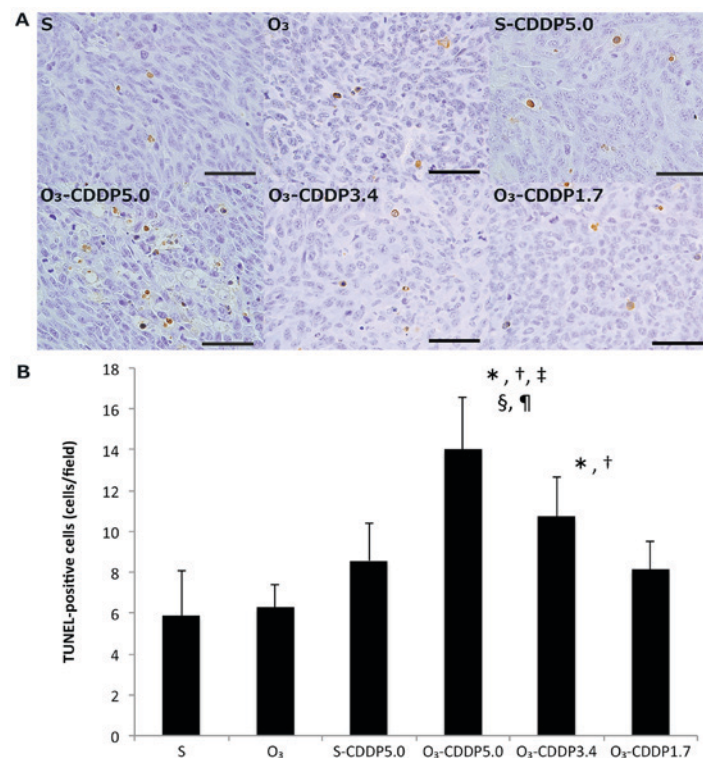 A
S
O₃
S-CDDP5.0
O₃-CDDP5.0
O₃-CDDP3.4
O₃-CDDP1.7
B
TUNEL-positive cells (cells/field)
18
16
14
12
10
8
6
4
2
0
*, †, ‡
§, ¶
*, †
S
O₃
S-CDDP5.0
O₃-CDDP5.0
O₃-CDDP3.4
O₃-CDDP1.7